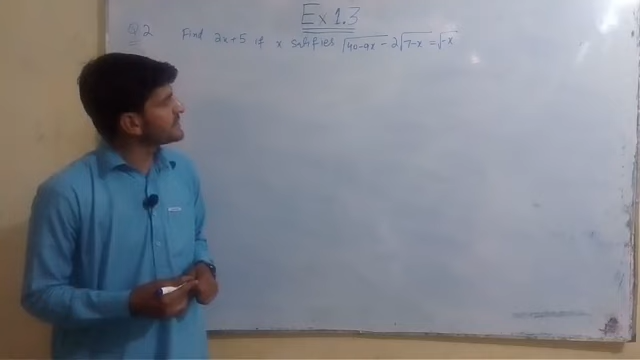 Ex 1.3
Q2 Find 2x+5 if x satisfies √40-9x - 2√7-x = √-x